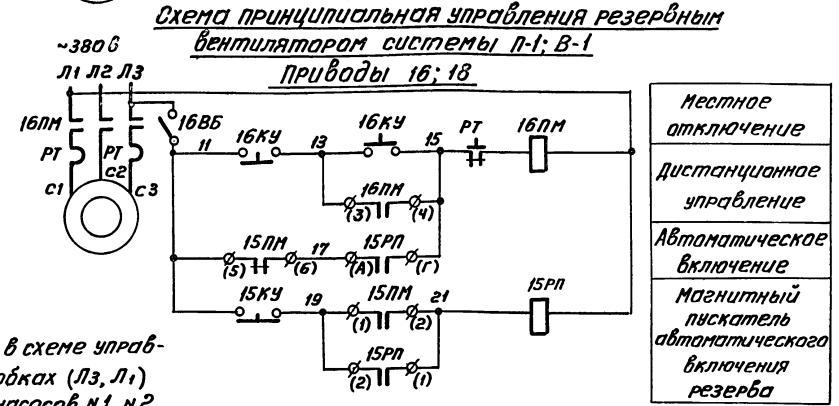 Схема принципиальная управления резервным
вентилятором системы П-1; В-1
Приводы 16; 18
~380 в
Л1 Л2 Л3
16ПМ
16ВБ
РТ РТ
С1 С2 С3
11 16КУ 13 16КУ 15 РТ 16ПМ
16ПМ
(3) (4)
15ПМ 17 15РП
(5) (6) (А) (Г)
15КУ 19 15ПМ 21 15РП
(1) (2)
15РП
(2) (1)
Местное
отключение
Дистанционное
управление
Автоматическое
включение
Магнитный
пускатель
автоматического
включения
резерва
в схеме управ-
обках (Л3, Л1)
насосов №1, №2